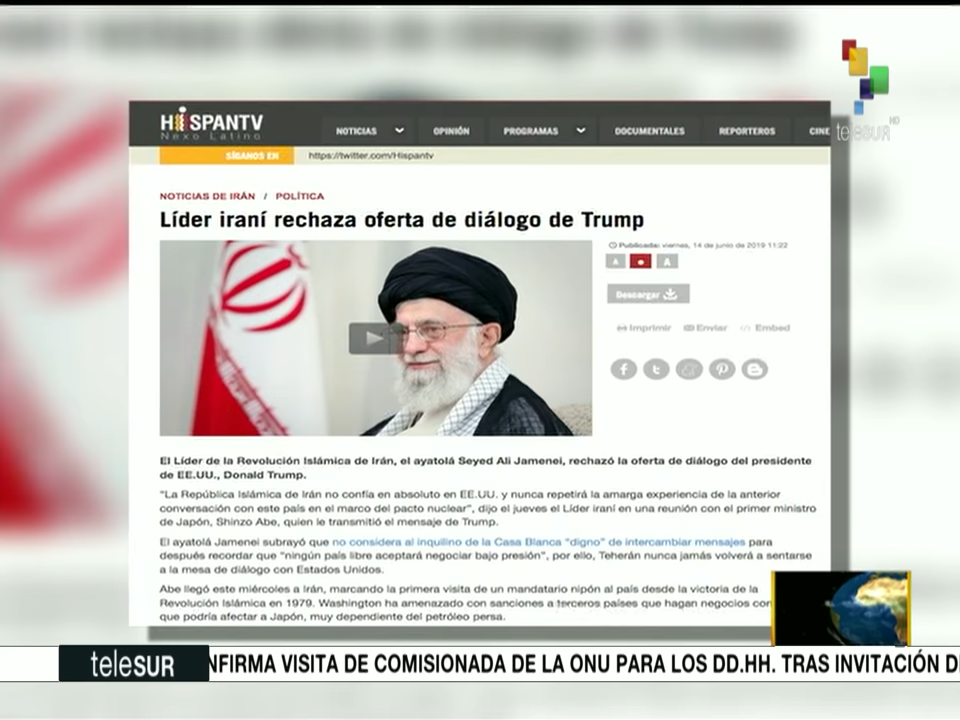 HISPANTV
Nexo Latino
NOTICIAS
OPINIÓN
PROGRAMAS
DOCUMENTALES
REPORTEROS
CINE
teleSUR HD
SÍGANOS EN
https://twitter.com/Hispantv
NOTICIAS DE IRÁN / POLÍTICA
Líder iraní rechaza oferta de diálogo de Trump
Publicada: viernes, 14 de junio de 2019 11:22
A
A
Descargar
Imprimir
Enviar
Embed
El Líder de la Revolución Islámica de Irán, el ayatolá Seyed Ali Jamenei, rechazó la oferta de diálogo del presidente
de EE.UU., Donald Trump.
"La República Islámica de Irán no confía en absoluto en EE.UU. y nunca repetirá la amarga experiencia de la anterior
conversación con este país en el marco del pacto nuclear", dijo el jueves el Líder iraní en una reunión con el primer ministro
de Japón, Shinzo Abe, quien le transmitió el mensaje de Trump.
El ayatolá Jamenei subrayó que no considera al inquilino de la Casa Blanca "digno" de intercambiar mensajes para
después recordar que "ningún país libre aceptará negociar bajo presión", por ello, Teherán nunca jamás volverá a sentarse
a la mesa de diálogo con Estados Unidos.
Abe llegó este miércoles a Irán, marcando la primera visita de un mandatario nipón al país desde la victoria de la
Revolución Islámica en 1979. Washington ha amenazado con sanciones a terceros países que hagan negocios con
que podría afectar a Japón, muy dependiente del petróleo persa.
teleSUR
NFIRMA VISITA DE COMISIONADA DE LA ONU PARA LOS DD.HH. TRAS INVITACIÓN D